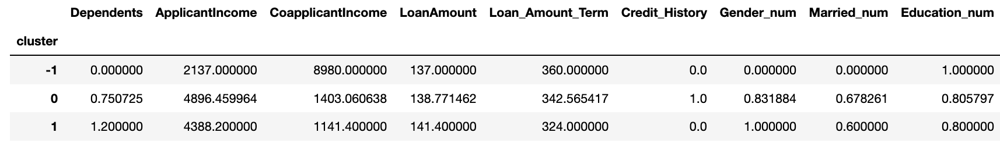 Dependents ApplicantIncome CoapplicantIncome LoanAmount Loan_Amount_Term Credit_History Gender_num Married_num Education_num
cluster
-1 0.000000 2137.000000 8980.000000 137.000000 360.000000 0.0 0.000000 0.000000 1.000000
0 0.750725 4896.459964 1403.060638 138.771462 342.565417 1.0 0.831884 0.678261 0.805797
1 1.200000 4388.200000 1141.400000 141.400000 324.000000 0.0 1.000000 0.600000 0.800000